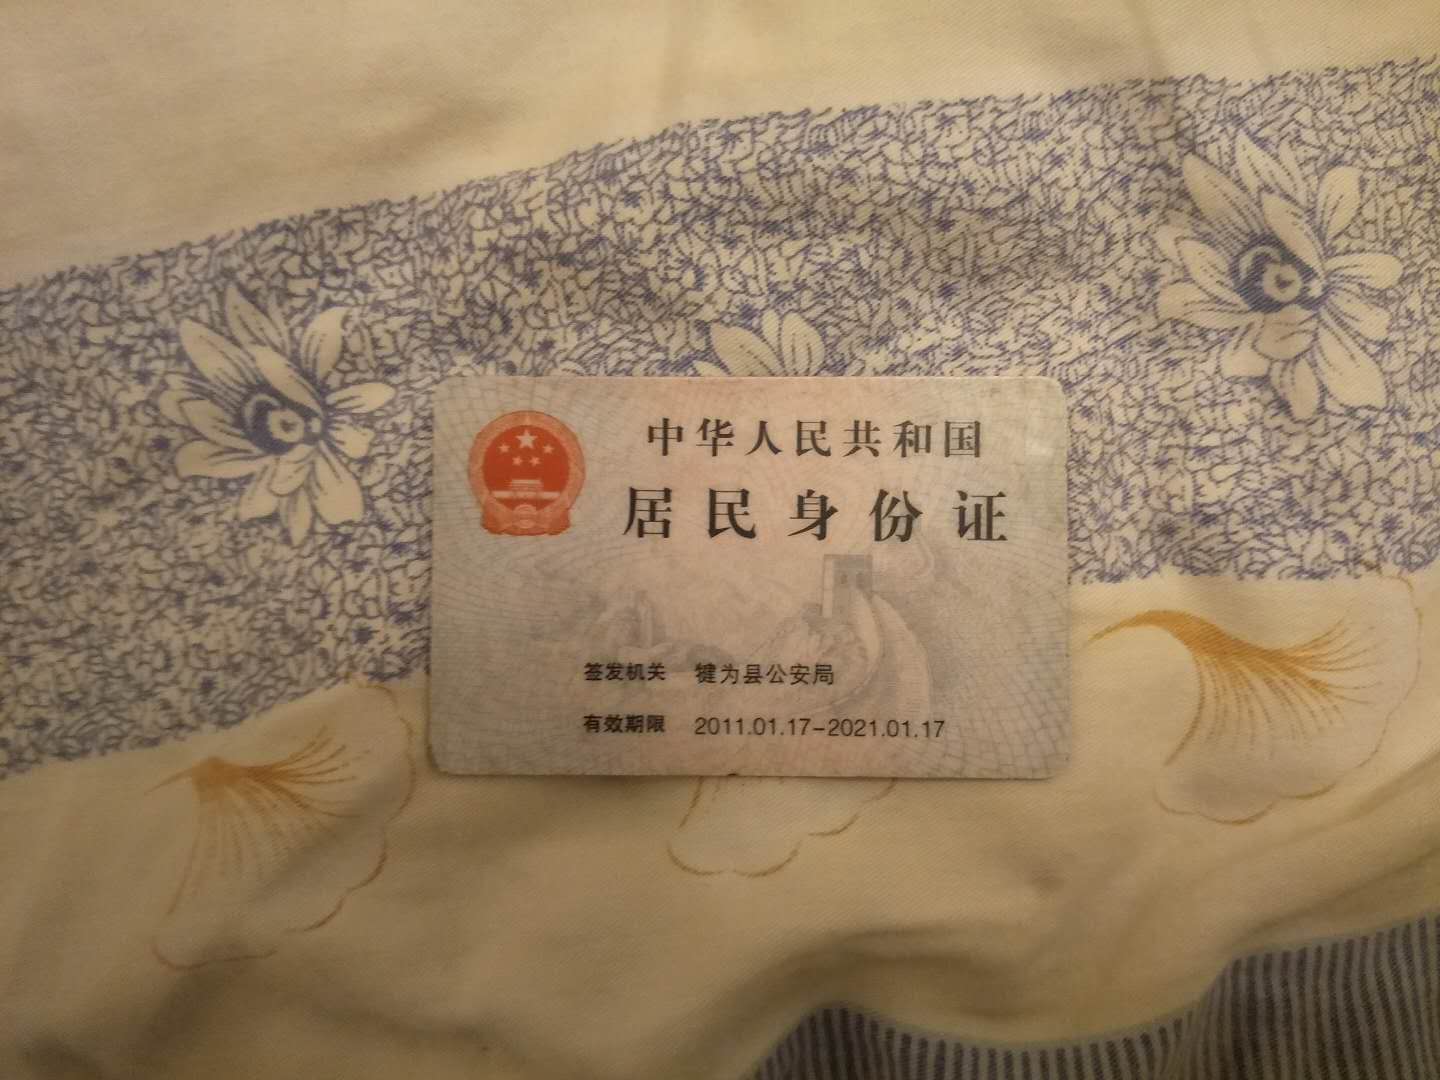 中华人民共和国
居民身份证
签发机关 犍为县公安局
有效期限 2011.01.17-2021.01.17